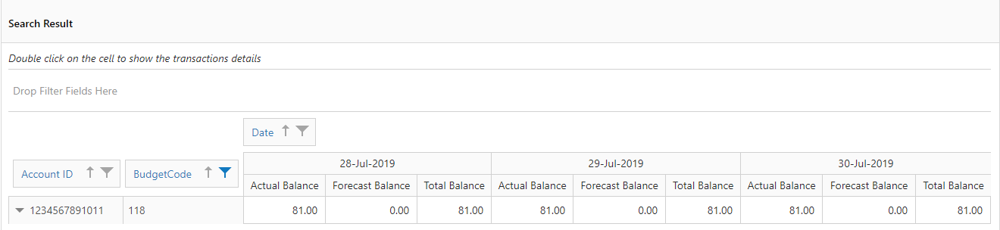 Search Result
Double click on the cell to show the transactions details
Drop Filter Fields Here
Date
Account ID BudgetCode 28-Jul-2019 29-Jul-2019 30-Jul-2019
Actual Balance Forecast Balance Total Balance Actual Balance Forecast Balance Total Balance Actual Balance Forecast Balance Total Balance
1234567891011 118 81.00 0.00 81.00 81.00 0.00 81.00 81.00 0.00 81.00